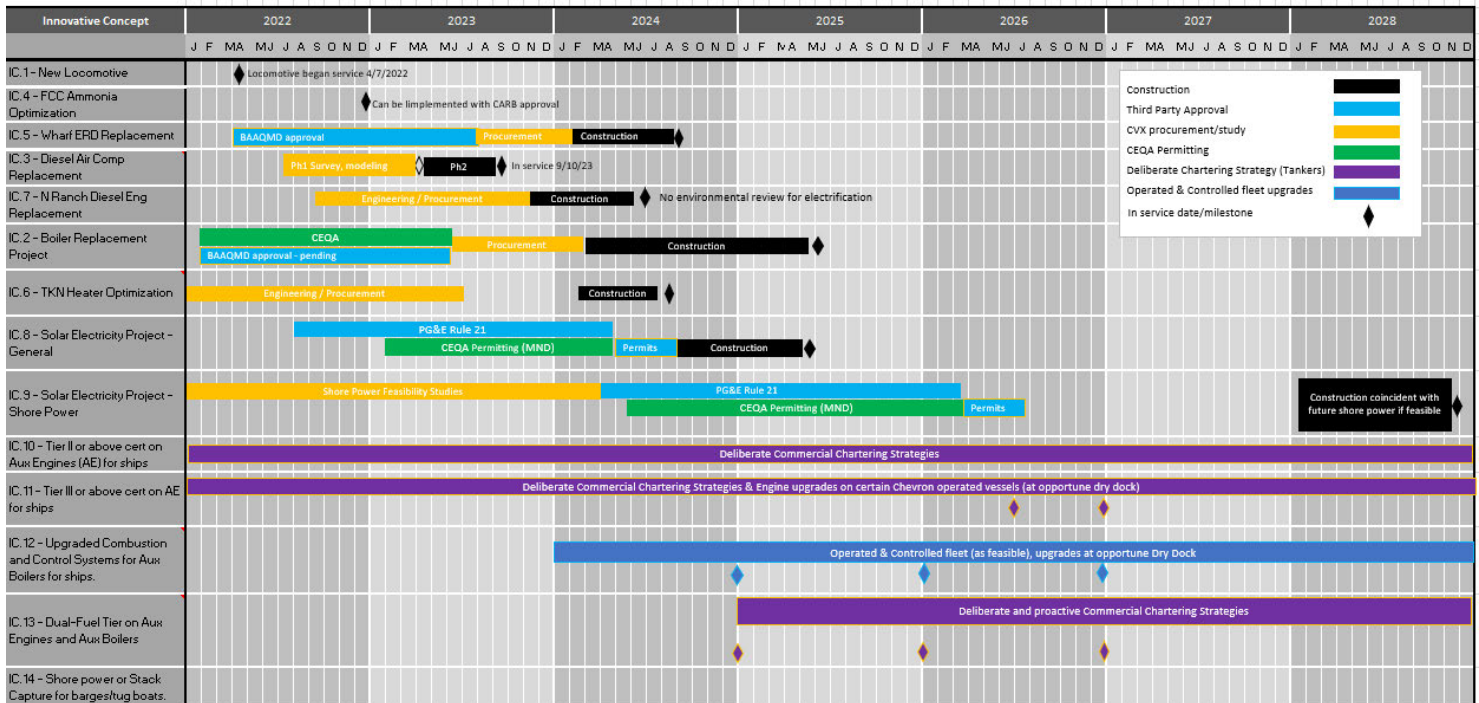 Innovative Concept 2022 2023 2024 2025 2026 2027 2028
J F MA MJ J A S O N D J F MA MJ J A S O N D J F MA MJ J A S O N D J F MA MJ J A S O N D J F MA MJ J A S O N D J F MA MJ J A S O N D J F MA MJ J A S O N D
IC.1 - New Locomotive
Locomotive began service 4/7/2022
IC.4 - FCC Ammonia
Optimization
Can be limplemented with CARB approval
IC.5 - Wharf ERD Replacement
BAAQMD approval
Procurement
Construction
IC.3 - Diesel Air Comp
Replacement
Ph1 Survey, modeling
Ph2
In service 9/10/23
IC.7 - N Ranch Diesel Eng
Replacement
Engineering / Procurement
Construction
No environmental review for electrification
IC.2 - Boiler Replacement
Project
CEQA
BAAQMD approval - pending
Procurement
Construction
IC.6 - TKN Heater Optimization
Engineering / Procurement
Construction
IC.8 - Solar Electricity Project -
General
PG&E Rule 21
CEQA Permitting (MND)
Permits
Construction
IC.9 - Solar Electricity Project -
Shore Power
Shore Power Feasibility Studies
PG&E Rule 21
CEQA Permitting (MND)
Permits
Construction coincident with
future shore power if feasible
IC.10 - Tier II or above cert on
Aux Engines (AE) for ships
Deliberate Commercial Chartering Strategies
IC.11 - Tier III or above cert on AE
for ships
Deliberate Commercial Chartering Strategies & Engine upgrades on certain Chevron operated vessels (at opportune dry dock)
IC.12 - Upgraded Combustion
and Control Systems for Aux
Boilers for ships.
Operated & Controlled fleet (as feasible), upgrades at opportune Dry Dock
IC.13 - Dual-Fuel Tier on Aux
Engines and Aux Boilers
Deliberate and proactive Commercial Chartering Strategies
IC.14 - Shore power or Stack
Capture for barges/tug boats.
Construction
Third Party Approval
CVX procurement/study
CEQA Permitting
Deliberate Chartering Strategy (Tankers)
Operated & Controlled fleet upgrades
In service date/milestone